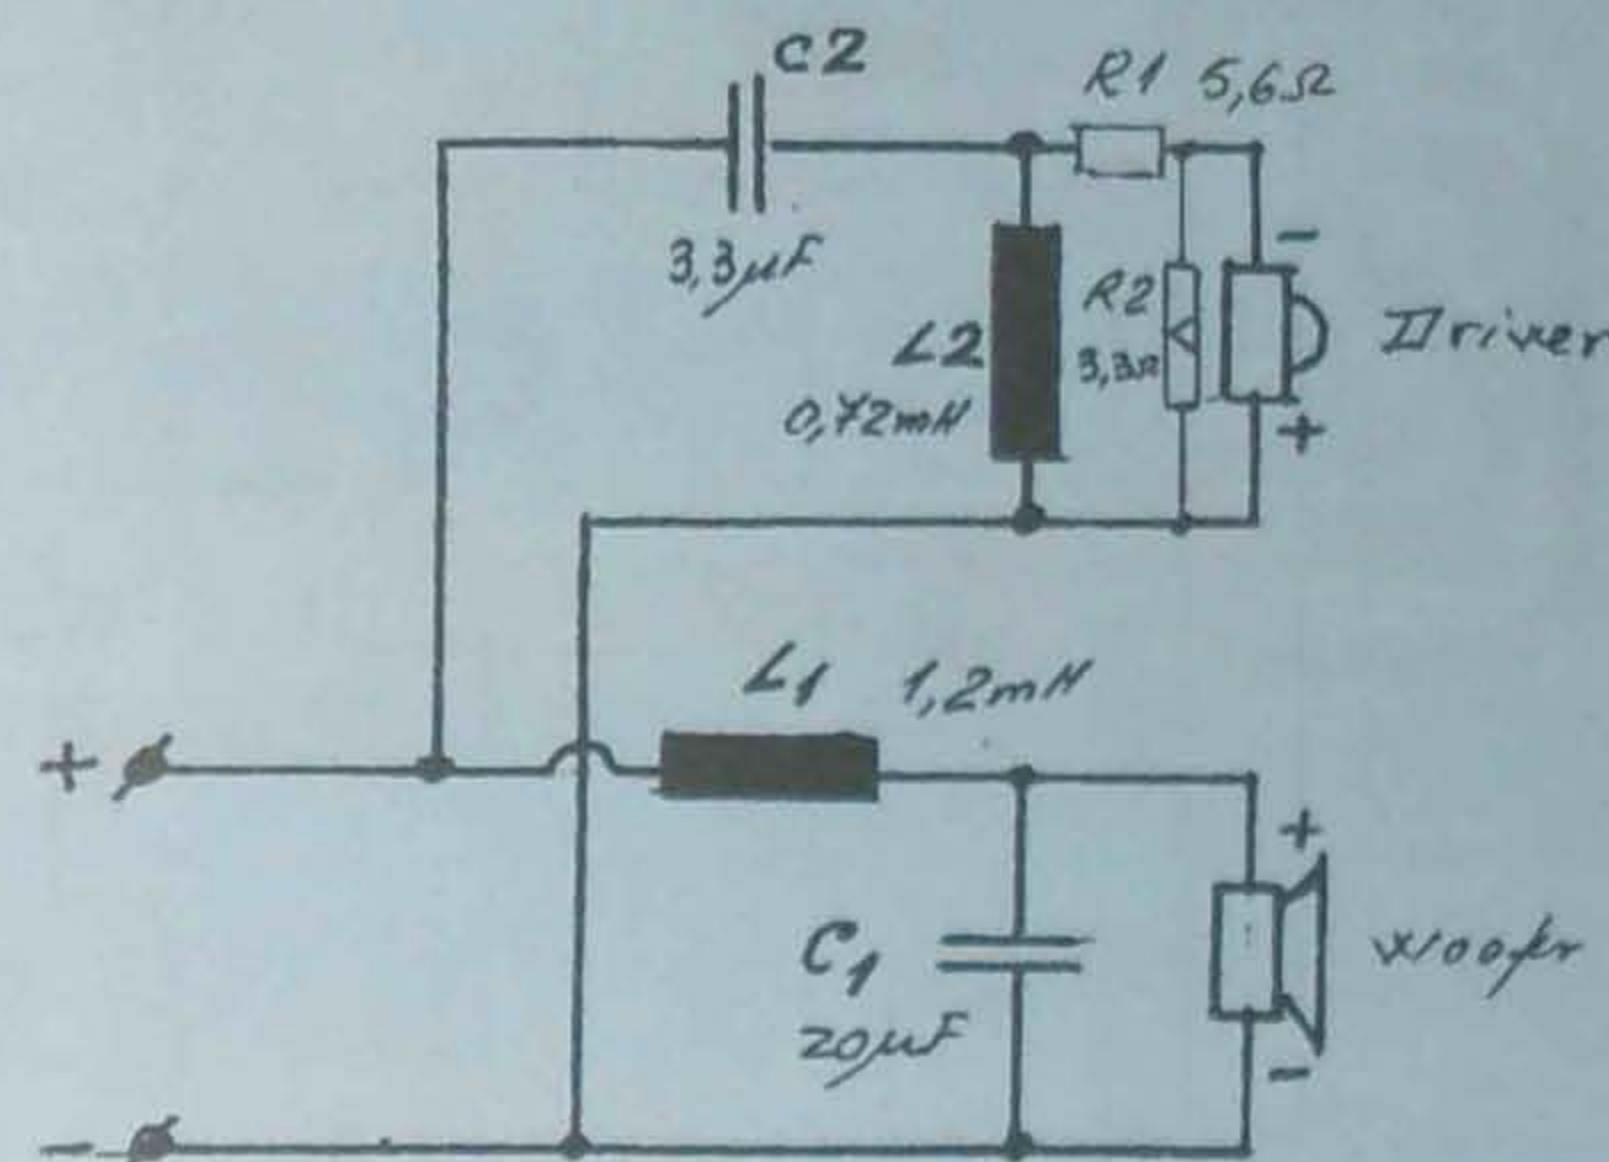 C2
R1 5,6Ω
3,3µF
-
R2
3,3Ω
L2
0,72mH
Driver
+
L1 1,2mH
+
+
C1
20µF
Woofer
-
-